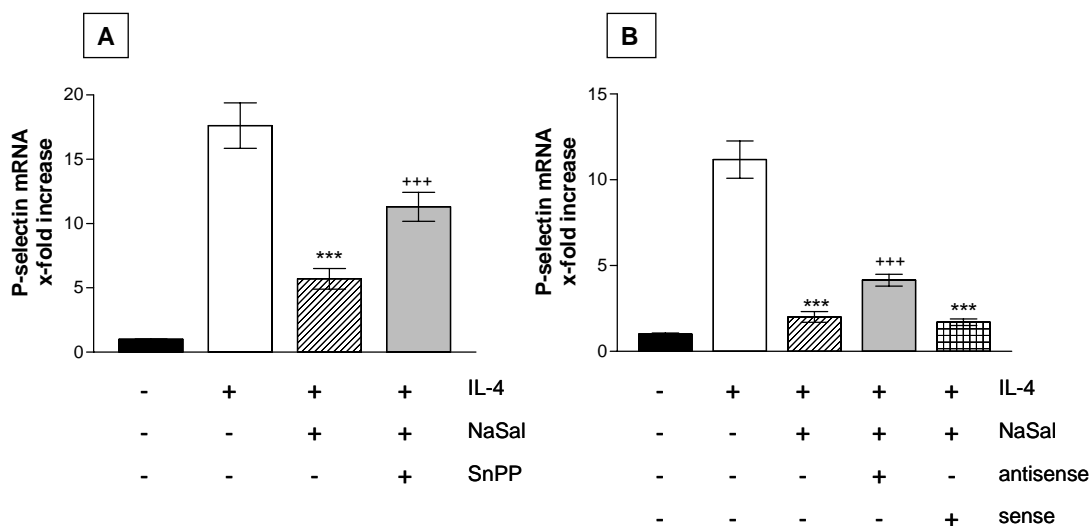 A
P-selectin mRNA
x-fold increase
20
15
10
5
0
***
+++
- + + + IL-4
- - + + NaSal
- - - + SnPP
B
P-selectin mRNA
x-fold increase
15
10
5
0
***
+++
***
- + + + + IL-4
- - + + + NaSal
- - - + - antisense
- - - - + sense